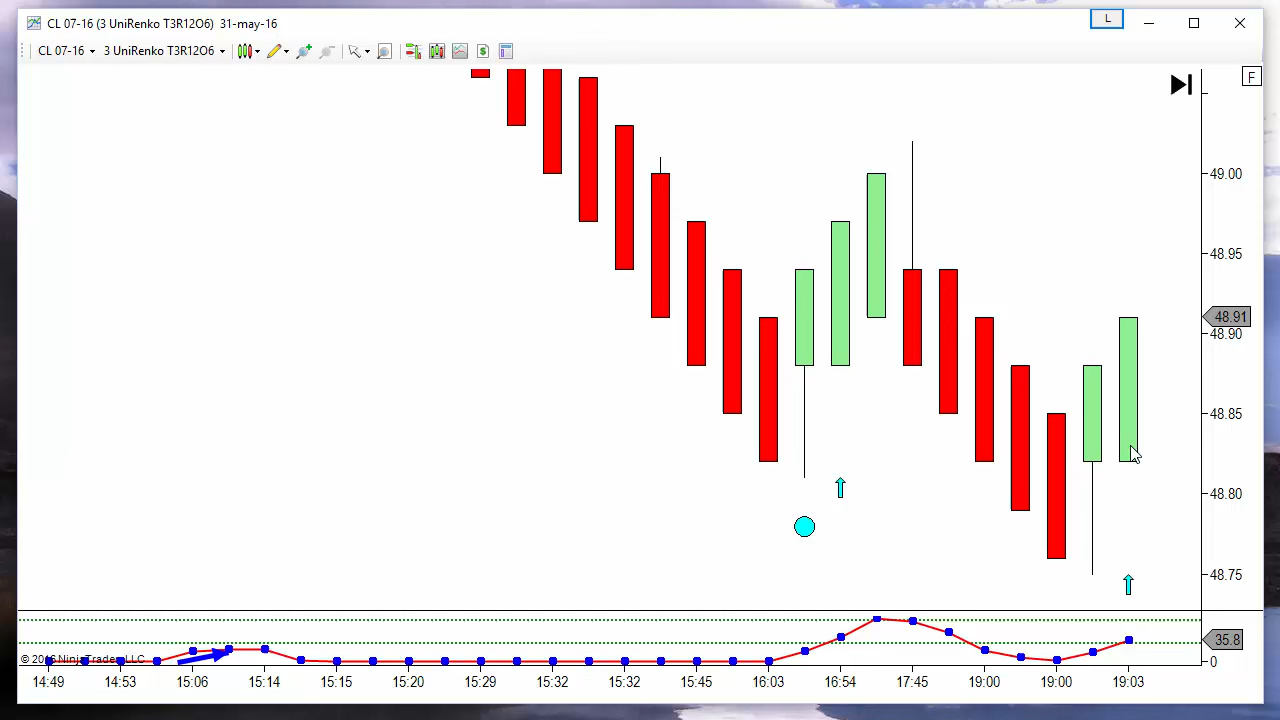 CL 07-16 (3 UniRenko T3R12O6) 31-may-16
L
CL 07-16 3 UniRenko T3R12O6
$
F
49.00
48.95
48.91
48.90
48.85
48.80
48.75
35.8
0
NinjaTrader, LLC
14:49 14:53 15:06 15:14 15:15 15:20 15:29 15:32 15:32 15:45 16:03 16:54 17:45 19:00 19:00 19:03